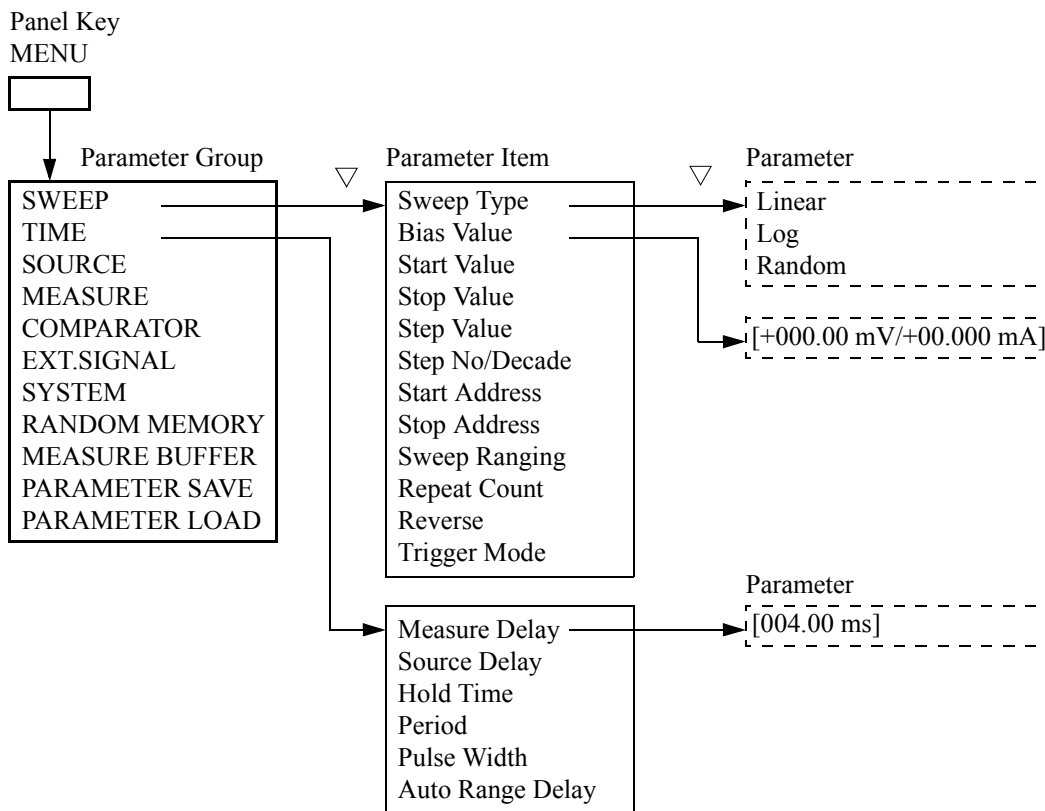 Panel Key
MENU
Parameter Group
▽
Parameter Item
▽
Parameter
SWEEP
TIME
SOURCE
MEASURE
COMPARATOR
EXT.SIGNAL
SYSTEM
RANDOM MEMORY
MEASURE BUFFER
PARAMETER SAVE
PARAMETER LOAD
Sweep Type
Bias Value
Start Value
Stop Value
Step Value
Step No/Decade
Start Address
Stop Address
Sweep Ranging
Repeat Count
Reverse
Trigger Mode
Linear
Log
Random
[+000.00 mV/+00.000 mA]
Measure Delay
Source Delay
Hold Time
Period
Pulse Width
Auto Range Delay
Parameter
[004.00 ms]